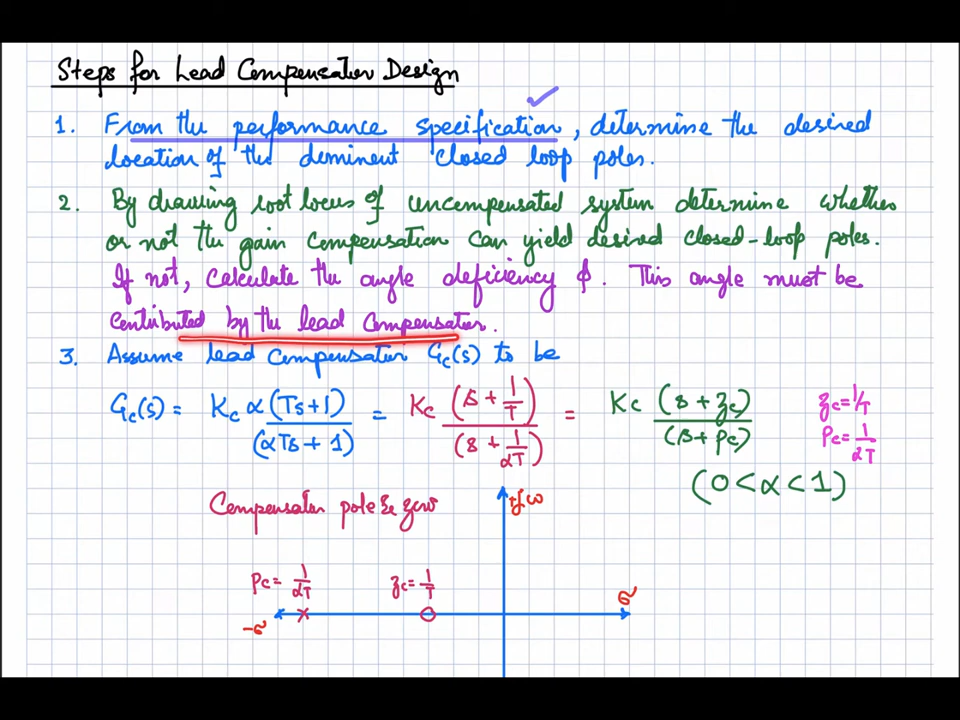 Steps for Lead Compensator Design
1. From the performance specification, determine the desired
location of the dominent closed loop poles.
2. By drawing root locus of uncompensated system determine whether
or not the gain compensation can yield desired closed-loop poles.
If not, calculate the angle deficiency ϕ. This angle must be
contributed by the lead compensator.
3. Assume lead compensator Gc(s) to be
Gc(s) = Kc α (Ts+1) / (αTs + 1) = Kc (s + 1/T) / (s + 1/αT) = Kc (s + zc) / (s + pc)
zc = 1/T
pc = 1/αT
(0 < α < 1)
Compensator pole & zero
+jω
pc = 1/αT
zc = 1/T
σ
-σ